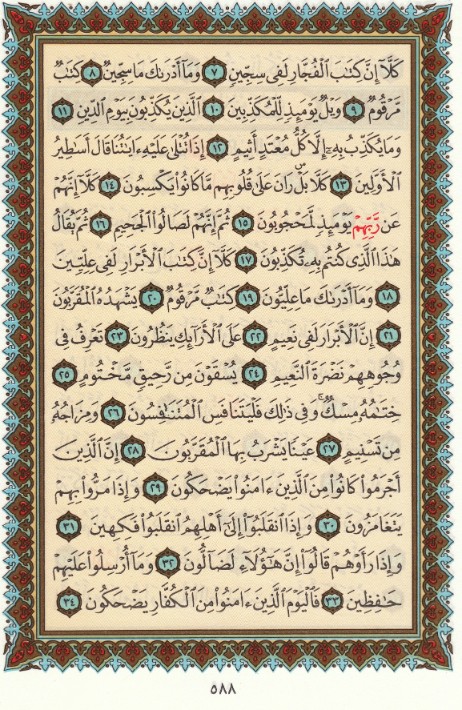 كَلَّآ إِنَّ كِتَٰبَ ٱلْفُجَّارِ لَفِى سِجِّينٍ ٧ وَمَآ أَدْرَىٰكَ مَا سِجِّينٌ ٨ كِتَٰبٌ
مَّرْقُومٌ ٩ وَيْلٌ يَوْمَئِذٍ لِّلْمُكَذِّبِينَ ١٠ ٱلَّذِينَ يُكَذِّبُونَ بِيَوْمِ ٱلدِّينِ ١١
وَمَا يُكَذِّبُ بِهِۦٓ إِلَّا كُلُّ مُعْتَدٍ أَثِيمٍ ١٢ إِذَا تُتْلَىٰ عَلَيْهِ ءَايَٰتُنَا قَالَ أَسَٰطِيرُ
ٱلْأَوَّلِينَ ١٣ كَلَّا بَلْ رَانَ عَلَىٰ قُلُوبِهِم مَّا كَانُوا۟ يَكْسِبُونَ ١٤ كَلَّآ إِنَّهُمْ
عَن رَّبِّهِمْ يَوْمَئِذٍ لَّمَحْجُوبُونَ ١٥ ثُمَّ إِنَّهُمْ لَصَالُوا۟ ٱلْجَحِيمِ ١٦ ثُمَّ يُقَالُ
هَٰذَا ٱلَّذِى كُنتُم بِهِۦ تُكَذِّبُونَ ١٧ كَلَّآ إِنَّ كِتَٰبَ ٱلْأَبْرَارِ لَفِى عِلِّيِّينَ
١٨ وَمَآ أَدْرَىٰكَ مَا عِلِّيُّونَ ١٩ كِتَٰبٌ مَّرْقُومٌ ٢٠ يَشْهَدُهُ ٱلْمُقَرَّبُونَ
٢١ إِنَّ ٱلْأَبْرَارَ لَفِى نَعِيمٍ ٢٢ عَلَى ٱلْأَرَآئِكِ يَنظُرُونَ ٢٣ تَعْرِفُ فِى
وُجُوهِهِمْ نَضْرَةَ ٱلنَّعِيمِ ٢٤ يُسْقَوْنَ مِن رَّحِيقٍ مَّخْتُومٍ ٢٥
خِتَٰمُهُۥ مِسْكٌ ۚ وَفِى ذَٰلِكَ فَلْيَتَنَافَسِ ٱلْمُتَنَٰفِسُونَ ٢٦ وَمِزَاجُهُۥ
مِن تَسْنِيمٍ ٢٧ عَيْنًا يَشْرَبُ بِهَا ٱلْمُقَرَّبُونَ ٢٨ إِنَّ ٱلَّذِينَ
أَجْرَمُوا۟ كَانُوا۟ مِنَ ٱلَّذِينَ ءَامَنُوا۟ يَضْحَكُونَ ٢٩ وَإِذَا مَرُّوا۟ بِهِمْ
يَتَغَامَزُونَ ٣٠ وَإِذَا ٱنقَلَبُوٓا۟ إِلَىٰٓ أَهْلِهِمُ ٱنقَلَبُوا۟ فَكِهِينَ ٣١
وَإِذَا رَأَوْهُمْ قَالُوٓا۟ إِنَّ هَٰٓؤُلَآءِ لَضَآلُّونَ ٣٢ وَمَآ أُرْسِلُوا۟ عَلَيْهِمْ
حَٰفِظِينَ ٣٣ فَٱلْيَوْمَ ٱلَّذِينَ ءَامَنُوا۟ مِنَ ٱلْكُفَّارِ يَضْحَكُونَ ٣٤
٥٨٨